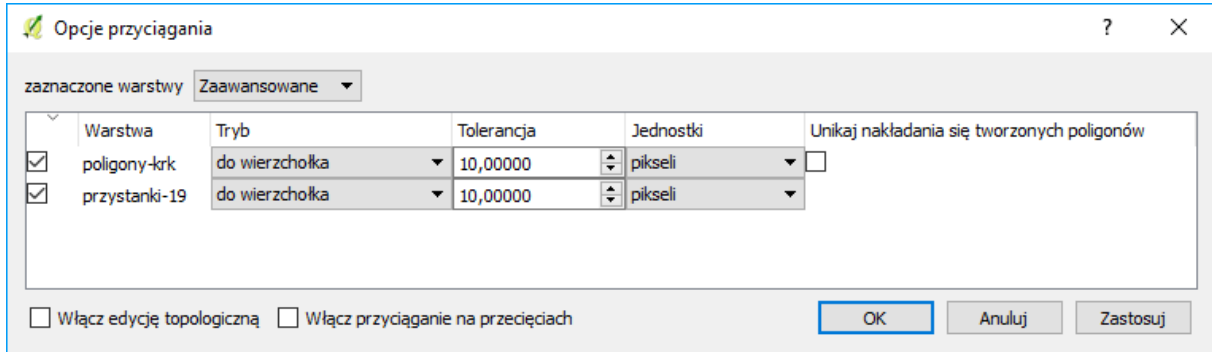 Opcje przyciągania ?
zaznaczone warstwy Zaawansowane
Warstwa Tryb Tolerancja Jednostki Unikaj nakładania się tworzonych poligonów
poligony-krk do wierzchołka 10,00000 pikseli
przystanki-19 do wierzchołka 10,00000 pikseli
Włącz edycję topologiczną Włącz przyciąganie na przecięciach OK Anuluj Zastosuj